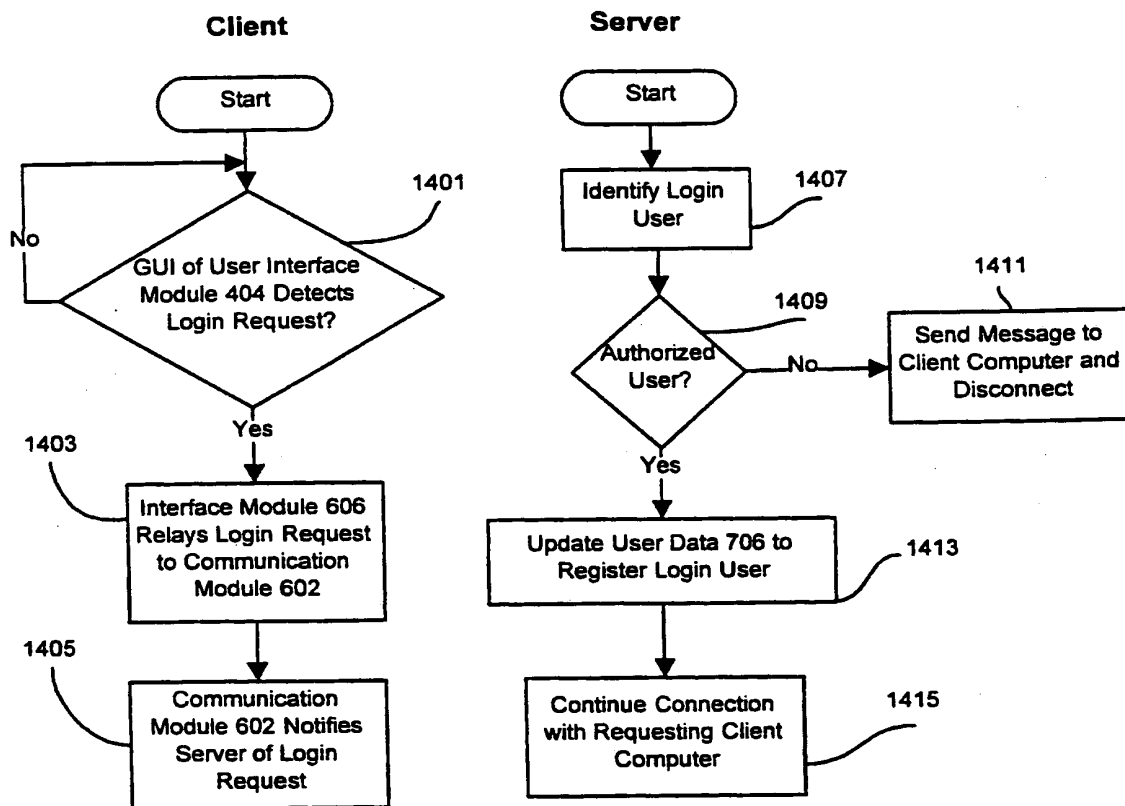 Client
Start
1401
No
GUI of User Interface
Module 404 Detects
Login Request?
Yes
1403
Interface Module 606
Relays Login Request
to Communication
Module 602
1405
Communication
Module 602 Notifies
Server of Login
Request
Server
Start
1407
Identify Login
User
1409
Authorized
User?
No
1411
Send Message to
Client Computer and
Disconnect
Yes
Update User Data 706 to
Register Login User
1413
Continue Connection
with Requesting Client
Computer
1415